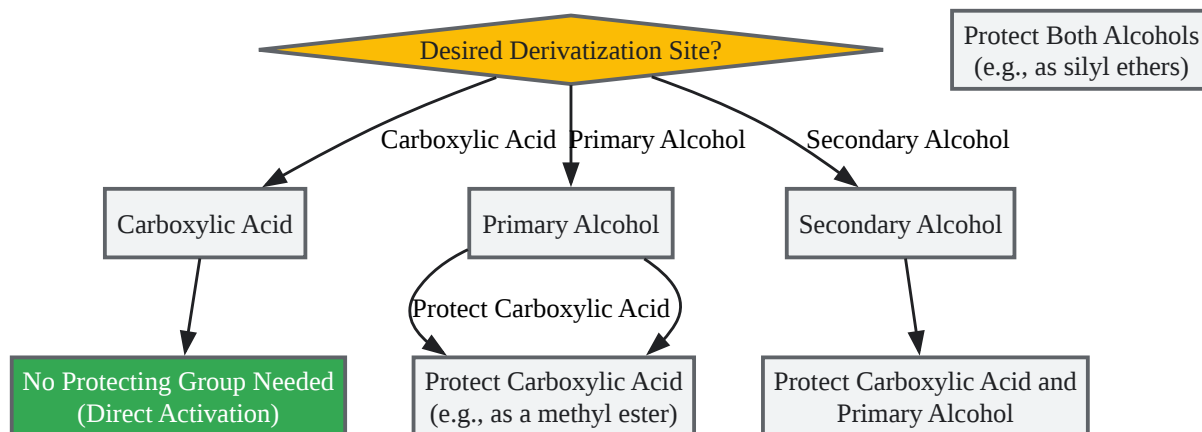 Desired Derivatization Site?
Protect Both Alcohols
(e.g., as silyl ethers)
Carboxylic Acid
Primary Alcohol
Secondary Alcohol
Carboxylic Acid
Primary Alcohol
Secondary Alcohol
Protect Carboxylic Acid
No Protecting Group Needed
(Direct Activation)
Protect Carboxylic Acid
(e.g., as a methyl ester)
Protect Carboxylic Acid and
Primary Alcohol